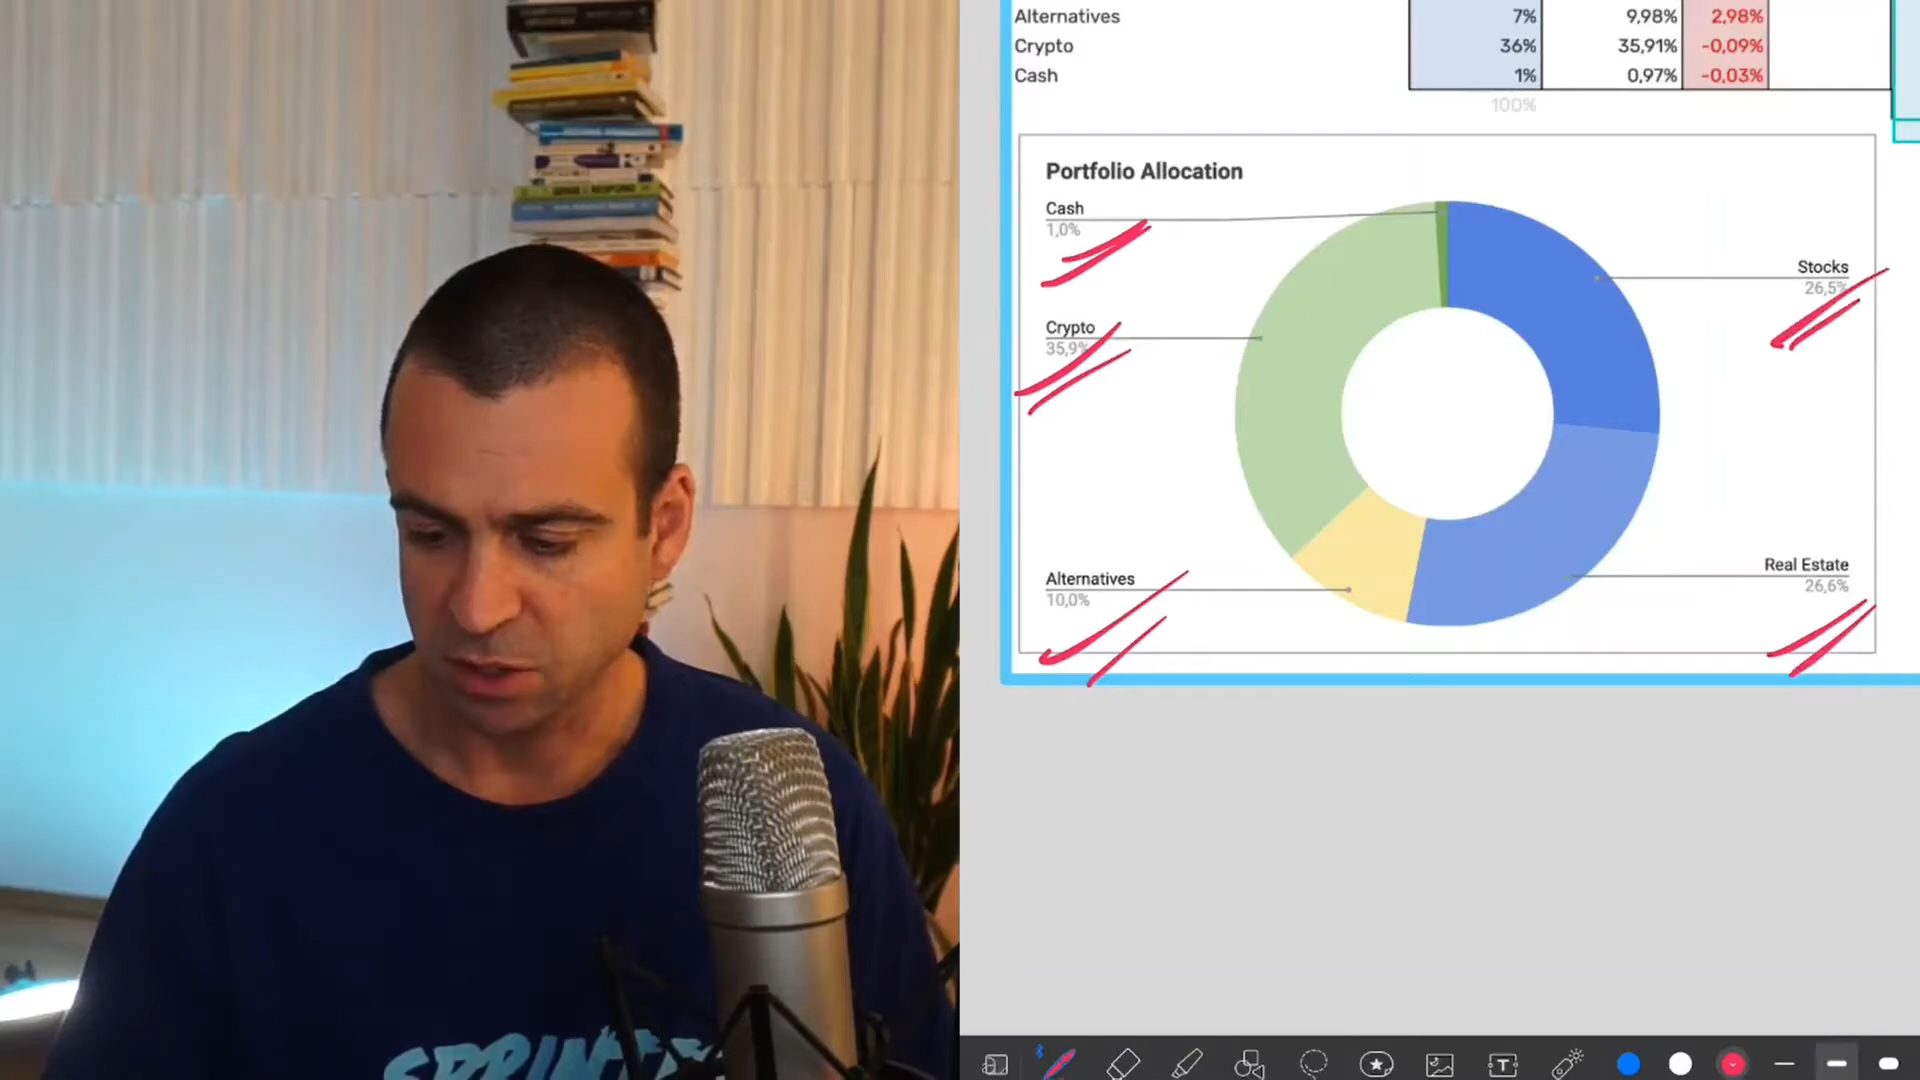 Alternatives 7% 9,98% 2,98%
Crypto 36% 35,91% -0,09%
Cash 1% 0,97% -0,03%
100%
Portfolio Allocation
Cash
1,0%
Stocks
26,5%
Crypto
35,9%
Real Estate
26,6%
Alternatives
10,0%
T